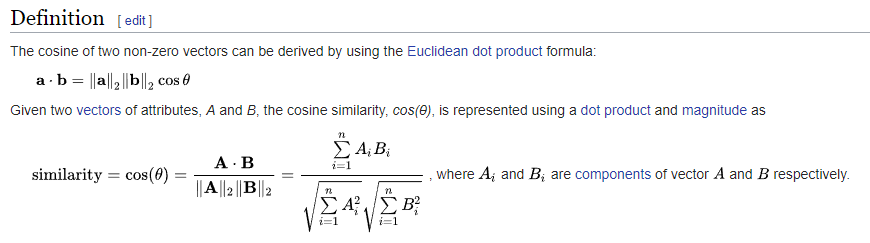 Definition [ edit ]
The cosine of two non-zero vectors can be derived by using the Euclidean dot product formula:
a · b = ‖a‖₂‖b‖₂ cos θ
Given two vectors of attributes, A and B, the cosine similarity, cos(θ), is represented using a dot product and magnitude as
similarity = cos(θ) = A · B / ‖A‖₂‖B‖₂ = ∑ⁿᵢ₌₁ AᵢBᵢ / √(∑ⁿᵢ₌₁ Aᵢ²) √(∑ⁿᵢ₌₁ Bᵢ²) , where Aᵢ and Bᵢ are components of vector A and B respectively.